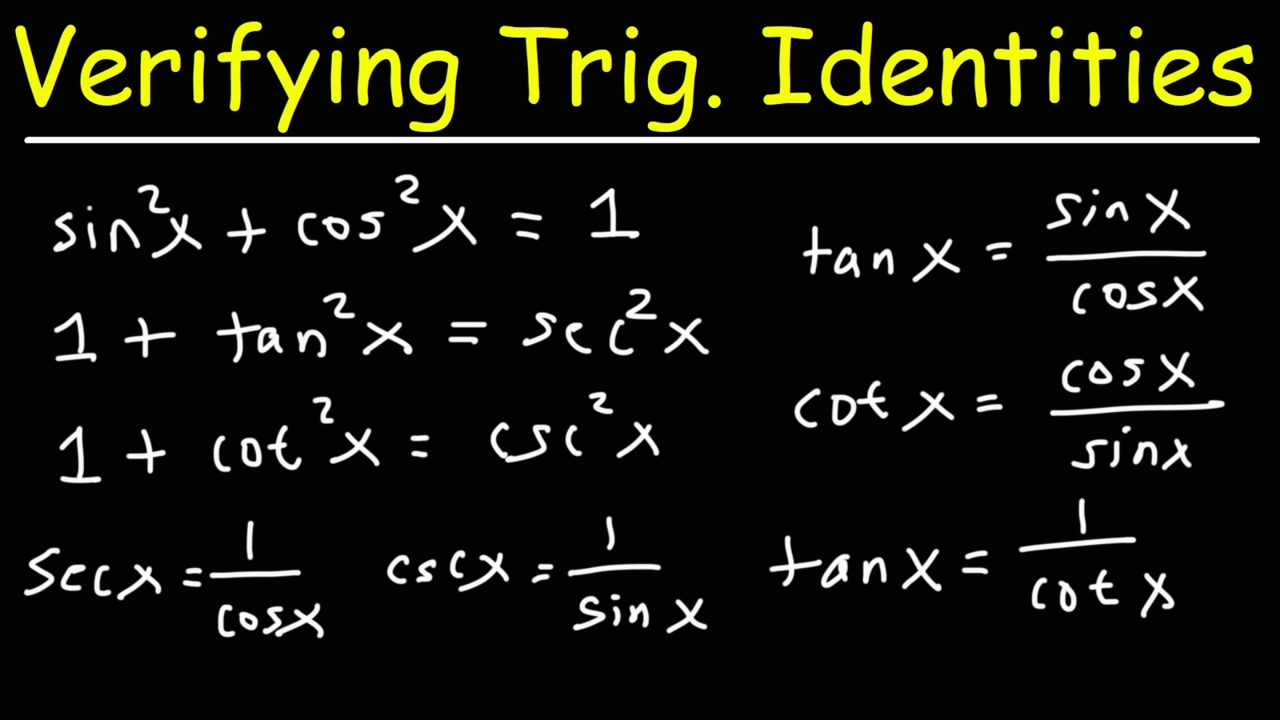 Verifying Trig. Identities
sin²x + cos²x = 1
1 + tan²x = sec²x
1 + cot²x = csc²x
tan x = sin x / cos x
cot x = cos x / sin x
sec x = 1 / cos x
csc x = 1 / sin x
tan x = 1 / cot x